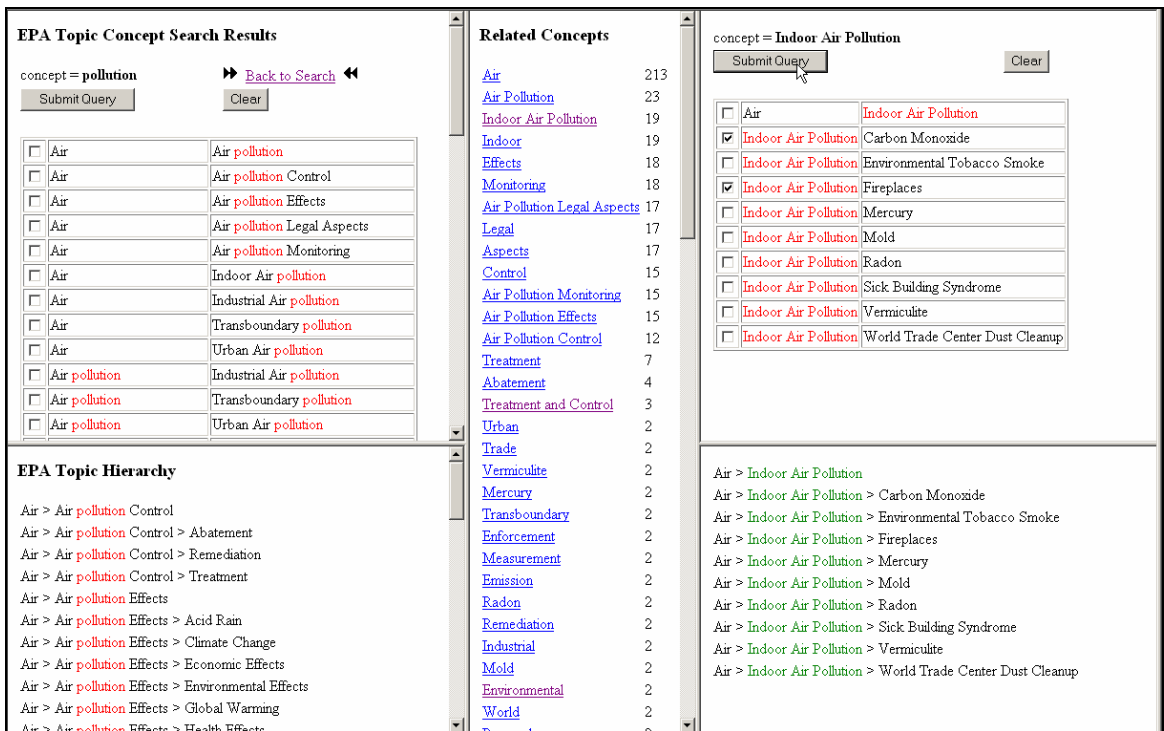 EPA Topic Concept Search Results
concept = pollution
Back to Search
Submit Query
Clear
Air Air pollution
Air Air pollution Control
Air Air pollution Effects
Air Air pollution Legal Aspects
Air Air pollution Monitoring
Air Indoor Air pollution
Air Industrial Air pollution
Air Transboundary pollution
Air Urban Air pollution
Air pollution Industrial Air pollution
Air pollution Transboundary pollution
Air pollution Urban Air pollution
EPA Topic Hierarchy
Air > Air pollution Control
Air > Air pollution Control > Abatement
Air > Air pollution Control > Remediation
Air > Air pollution Control > Treatment
Air > Air pollution Effects
Air > Air pollution Effects > Acid Rain
Air > Air pollution Effects > Climate Change
Air > Air pollution Effects > Economic Effects
Air > Air pollution Effects > Environmental Effects
Air > Air pollution Effects > Global Warming
Air > Air pollution Effects > Health Effects
Related Concepts
Air 213
Air Pollution 23
Indoor Air Pollution 19
Indoor 19
Effects 18
Monitoring 18
Air Pollution Legal Aspects 17
Legal 17
Aspects 17
Control 15
Air Pollution Monitoring 15
Air Pollution Effects 15
Air Pollution Control 12
Treatment 7
Abatement 4
Treatment and Control 3
Urban 2
Trade 2
Vermiculite 2
Mercury 2
Transboundary 2
Enforcement 2
Measurement 2
Emission 2
Radon 2
Remediation 2
Industrial 2
Mold 2
Environmental 2
World 2
concept = Indoor Air Pollution
Submit Query
Clear
Air Indoor Air Pollution
Indoor Air Pollution Carbon Monoxide
Indoor Air Pollution Environmental Tobacco Smoke
Indoor Air Pollution Fireplaces
Indoor Air Pollution Mercury
Indoor Air Pollution Mold
Indoor Air Pollution Radon
Indoor Air Pollution Sick Building Syndrome
Indoor Air Pollution Vermiculite
Indoor Air Pollution World Trade Center Dust Cleanup
Air > Indoor Air Pollution
Air > Indoor Air Pollution > Carbon Monoxide
Air > Indoor Air Pollution > Environmental Tobacco Smoke
Air > Indoor Air Pollution > Fireplaces
Air > Indoor Air Pollution > Mercury
Air > Indoor Air Pollution > Mold
Air > Indoor Air Pollution > Radon
Air > Indoor Air Pollution > Sick Building Syndrome
Air > Indoor Air Pollution > Vermiculite
Air > Indoor Air Pollution > World Trade Center Dust Cleanup